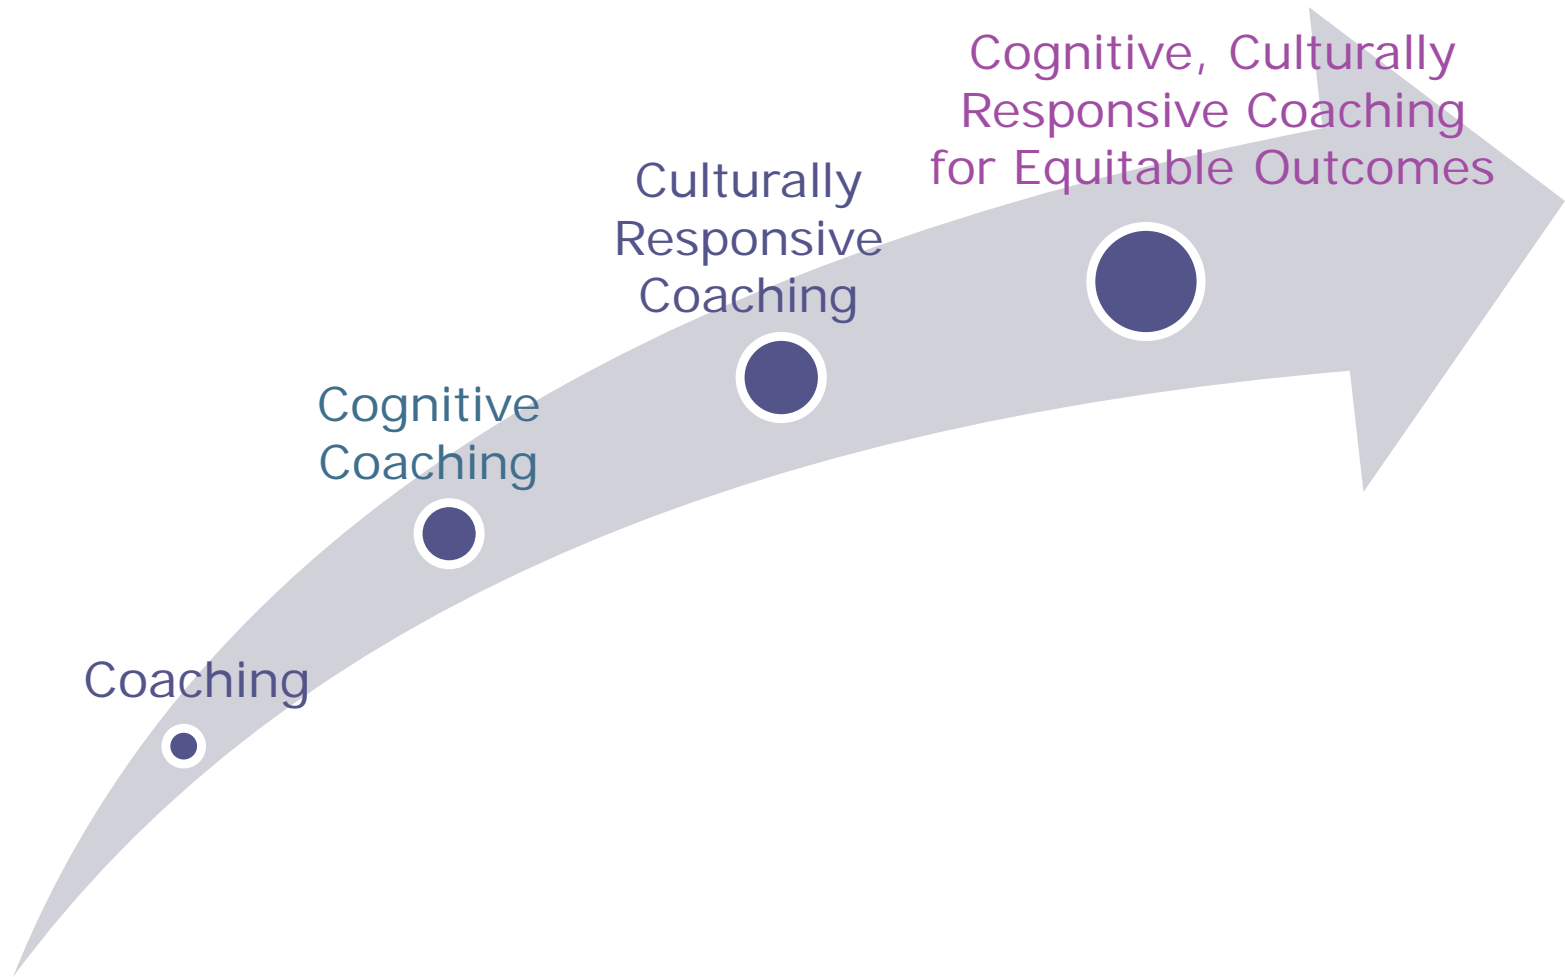 Cognitive, Culturally
Responsive Coaching
for Equitable Outcomes
Culturally
Responsive
Coaching
Cognitive
Coaching
Coaching